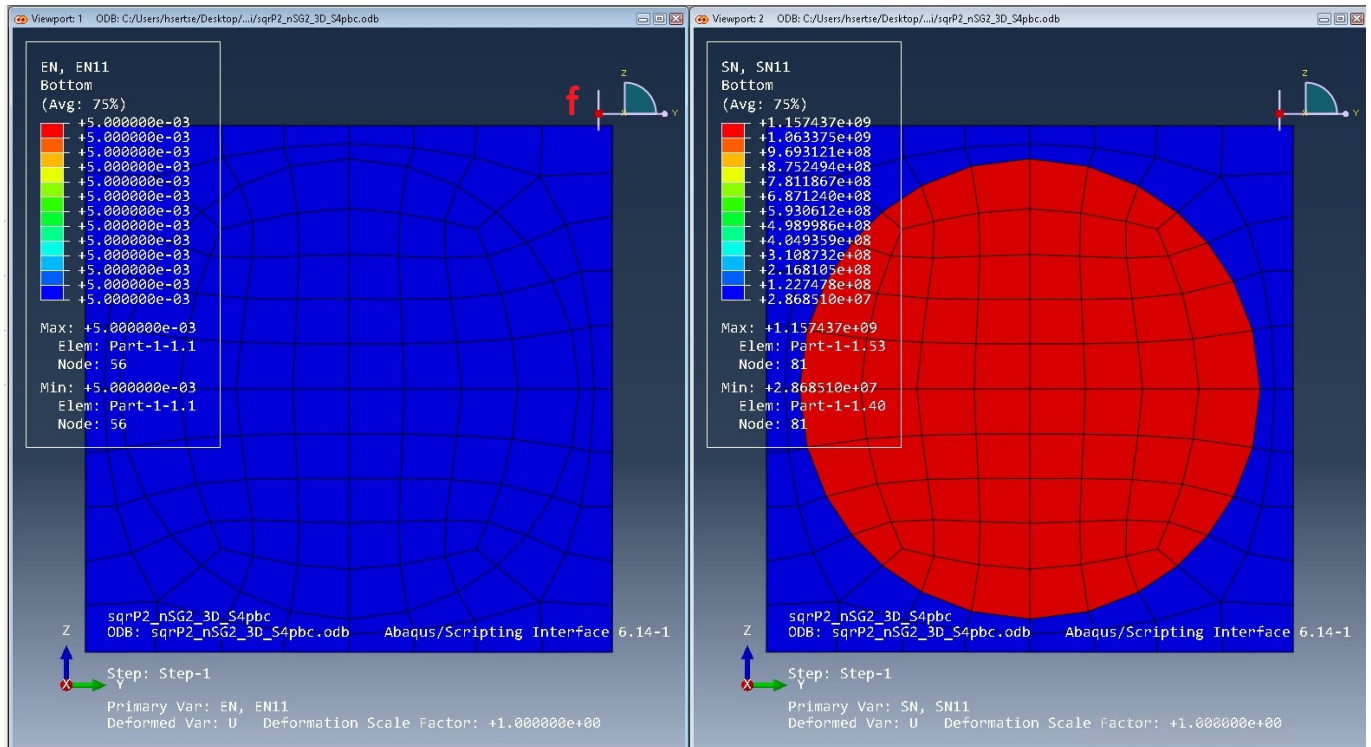 Viewport: 1 ODB: C:/Users/hsertse/Desktop/...i/sqrP2_nSG2_3D_S4pbc.odb
EN, EN11
Bottom
(Avg: 75%)
+5.000000e-03
+5.000000e-03
+5.000000e-03
+5.000000e-03
+5.000000e-03
+5.000000e-03
+5.000000e-03
+5.000000e-03
+5.000000e-03
+5.000000e-03
+5.000000e-03
+5.000000e-03
+5.000000e-03
Max: +5.000000e-03
Elem: Part-1-1.1
Node: 56
Min: +5.000000e-03
Elem: Part-1-1.1
Node: 56
f
Z
X
Y
sqrP2_nSG2_3D_S4pbc
ODB: sqrP2_nSG2_3D_S4pbc.odb Abaqus/Scripting Interface 6.14-1
Z
X
Y
Step: Step-1
Primary Var: EN, EN11
Deformed Var: U Deformation Scale Factor: +1.000000e+00
Viewport: 2 ODB: C:/Users/hsertse/Desktop/...i/sqrP2_nSG2_3D_S4pbc.odb
SN, SN11
Bottom
(Avg: 75%)
+1.157437e+09
+1.063375e+09
+9.693121e+08
+8.752494e+08
+7.811867e+08
+6.871240e+08
+5.930612e+08
+4.989986e+08
+4.049359e+08
+3.108732e+08
+2.168105e+08
+1.227478e+08
+2.868510e+07
Max: +1.157437e+09
Elem: Part-1-1.53
Node: 81
Min: +2.868510e+07
Elem: Part-1-1.40
Node: 81
Z
X
Y
sqrP2_nSG2_3D_S4pbc
ODB: sqrP2_nSG2_3D_S4pbc.odb Abaqus/Scripting Interface 6.14-1
Z
X
Y
Step: Step-1
Primary Var: SN, SN11
Deformed Var: U Deformation Scale Factor: +1.000000e+00